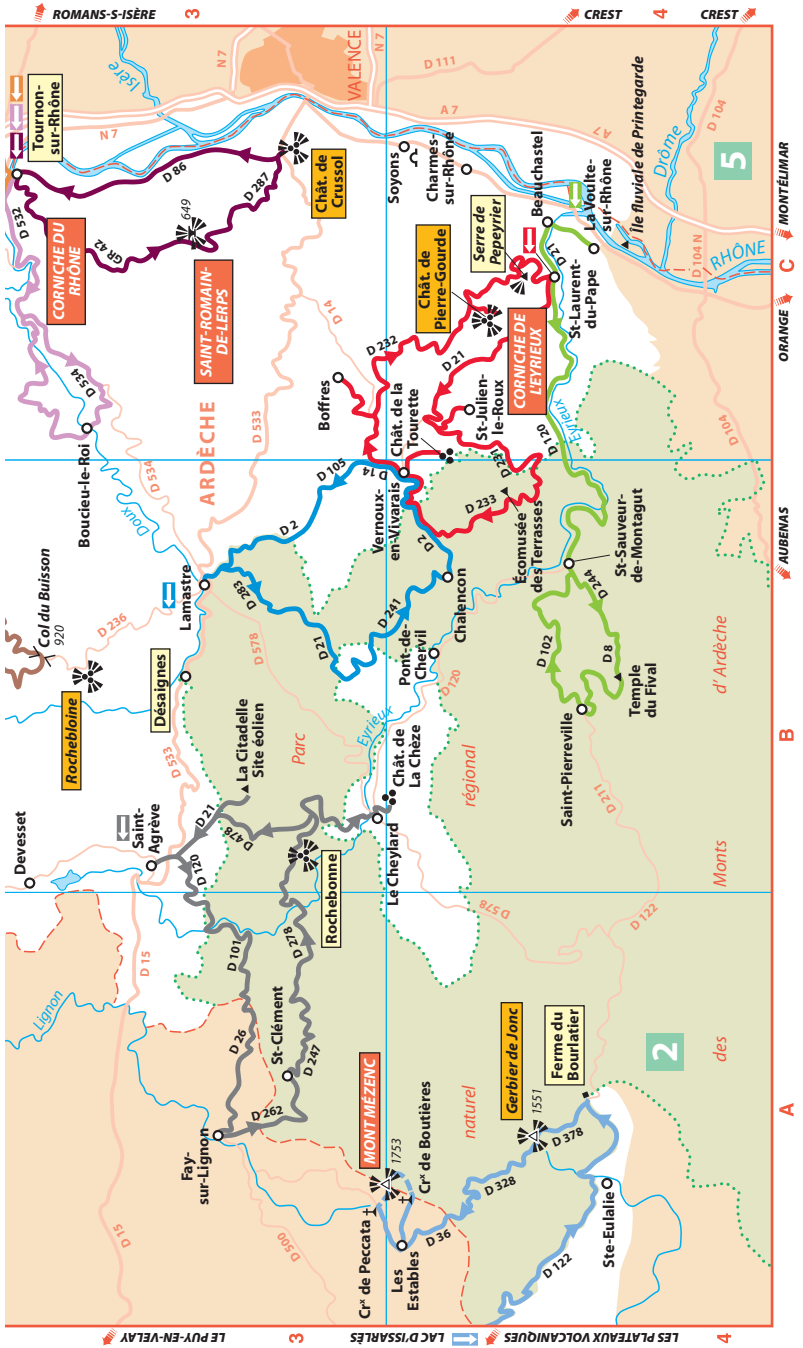 LE PUY-EN-VELAY
3
LAC D'ISSARLÈS
LES PLATEAUX VOLCANIQUES
4
A
B
C
AUBENAS
ORANGE
MONTÉLIMAR
3
ROMANS-S-ISÈRE
CREST
4
CREST
D 15
Lignon
D 15
Fay-
sur-Lignon
D 26
D 101
D 120
D 262
St-Clément
D 247
D 278
D 500
Devesset
Saint-
Agrève
D 21
D 478
La Citadelle
Site éolien
Rochebonne
D 533
Désaignes
Rochebloine
Col du Buisson
920
D 236
Lamastre
D 578
D 283
D 21
D 241
D 2
D 105
Doux
D 534
Boucieu-le-Roi
D 534
ARDÈCHE
D 533
CORNICHE DU
RHÔNE
D 532
Tournon-
sur-Rhône
GR 42
649
SAINT-ROMAIN-
DE-LERPS
D 86
D 287
Chât. de
Crussol
N 7
Isère
VALENCE
N 7
D 111
A 7
A7
MONT MÉZENC
1753
Crˣ de Peccata
Crˣ de Boutières
Les
Estables
D 36
D 328
naturel
Gerbier de Jonc
1551
D 378
Ferme du
Bourlatier
Ste-Eulalie
D 122
2
des
Parc
Eyrieux
Chât. de
La Chèze
Le Cheylard
D 578
D 122
D 211
Monts
régional
D 120
Pont-de-
Chervil
Chalencon
D 2
Vernoux-
en-Vivarais
D 14
Chât. de la
Tourette
Boffres
D 14
D 232
D 21
St-Julien-
le-Roux
D 231
D 233
Écomusée
des Terrasses
CORNICHE DE
L'EYRIEUX
Chât. de
Pierre-Gourde
Serre de
Pepeyrier
Soyons
Charmes-
sur-Rhône
Beauchastel
La Voulte-
sur-Rhône
D 21
St-Laurent-
du-Pape
D 120
Eyrieux
St-Sauveur-
de-Montagut
D 244
D 102
D 8
Temple
du Fival
Saint-Pierreville
d'Ardèche
Île fluviale de Printegarde
Drôme
5
D 104
D 104 N
RHÔNE
D 104